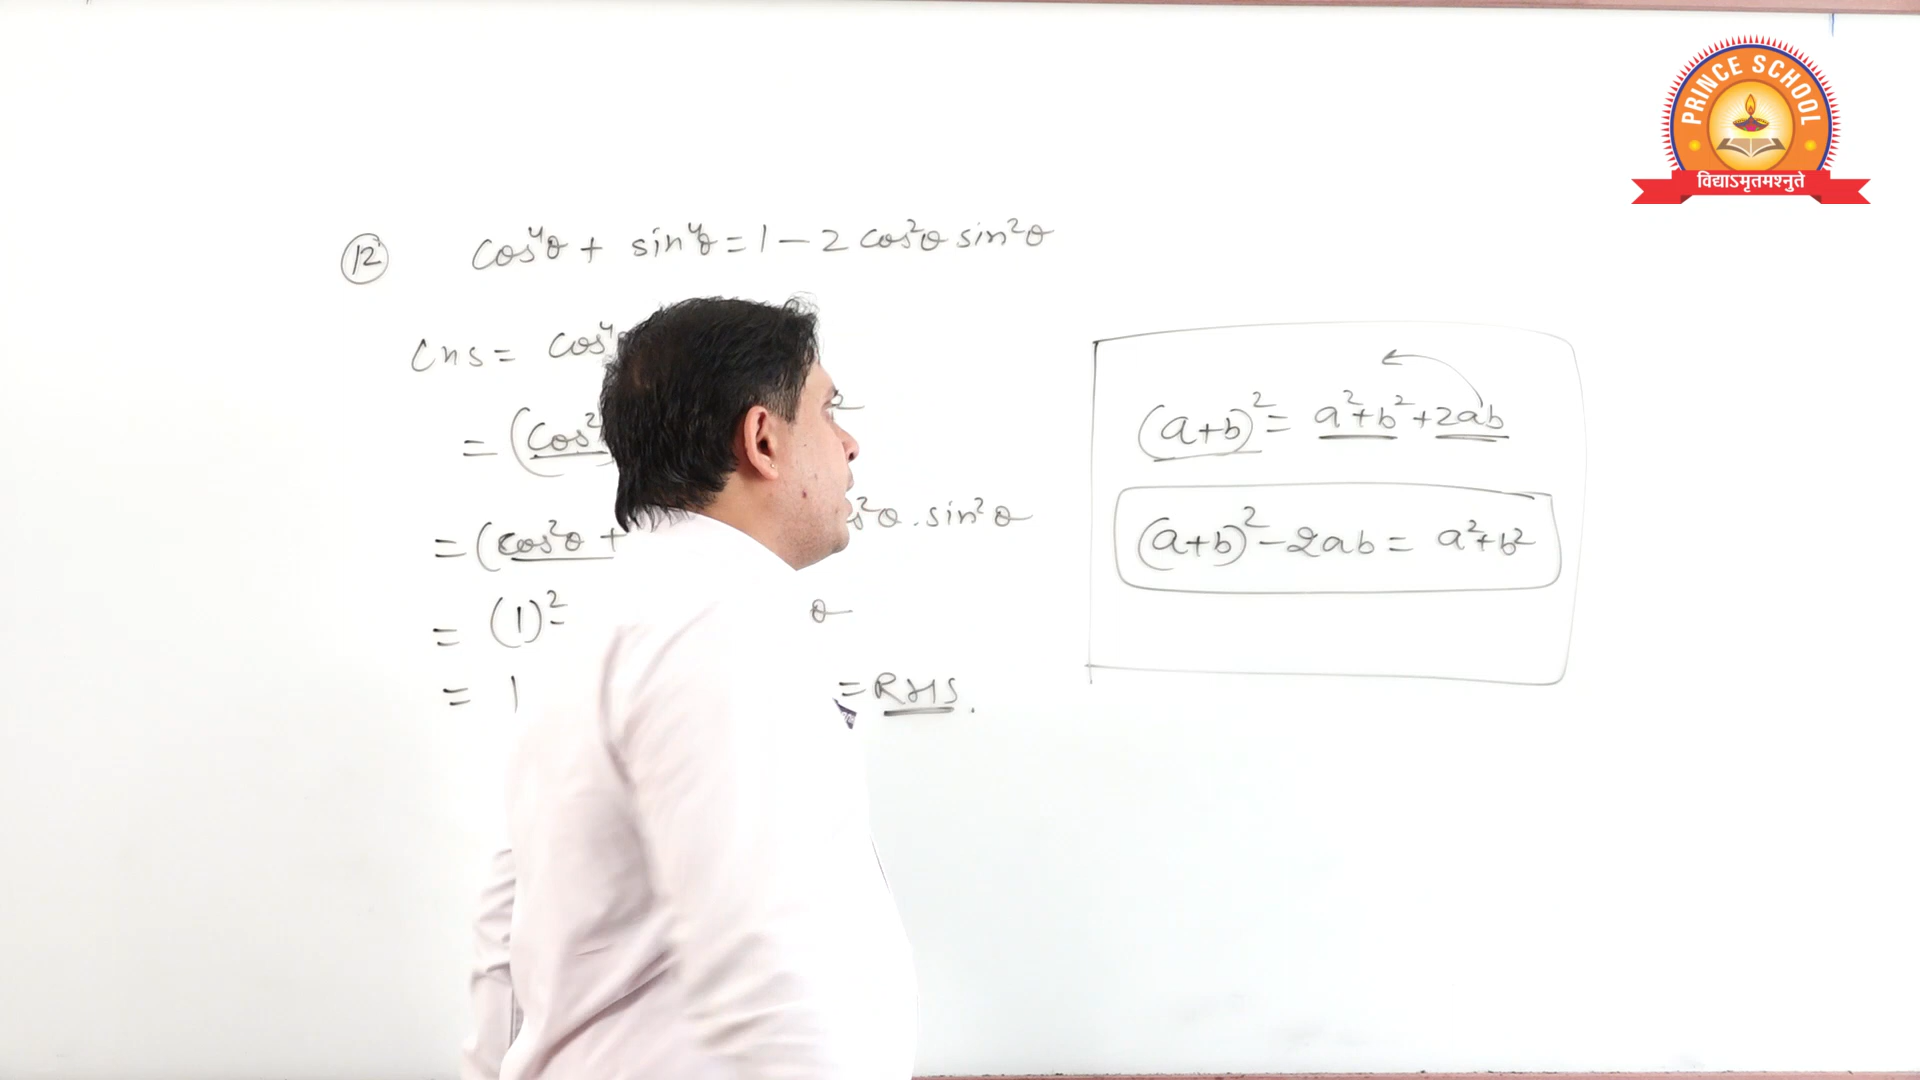 PRINCE SCHOOL
विद्याऽमृतमश्नुते
12 cos⁴θ + sin⁴θ = 1 - 2 cos²θ sin²θ
LHS = cos⁴
= (cos² 2
= (cos²θ + s²θ . sin²θ
= (1)² θ
= 1 = RHS.
(a+b)² = a²+b²+2ab
(a+b)² - 2ab = a²+b²